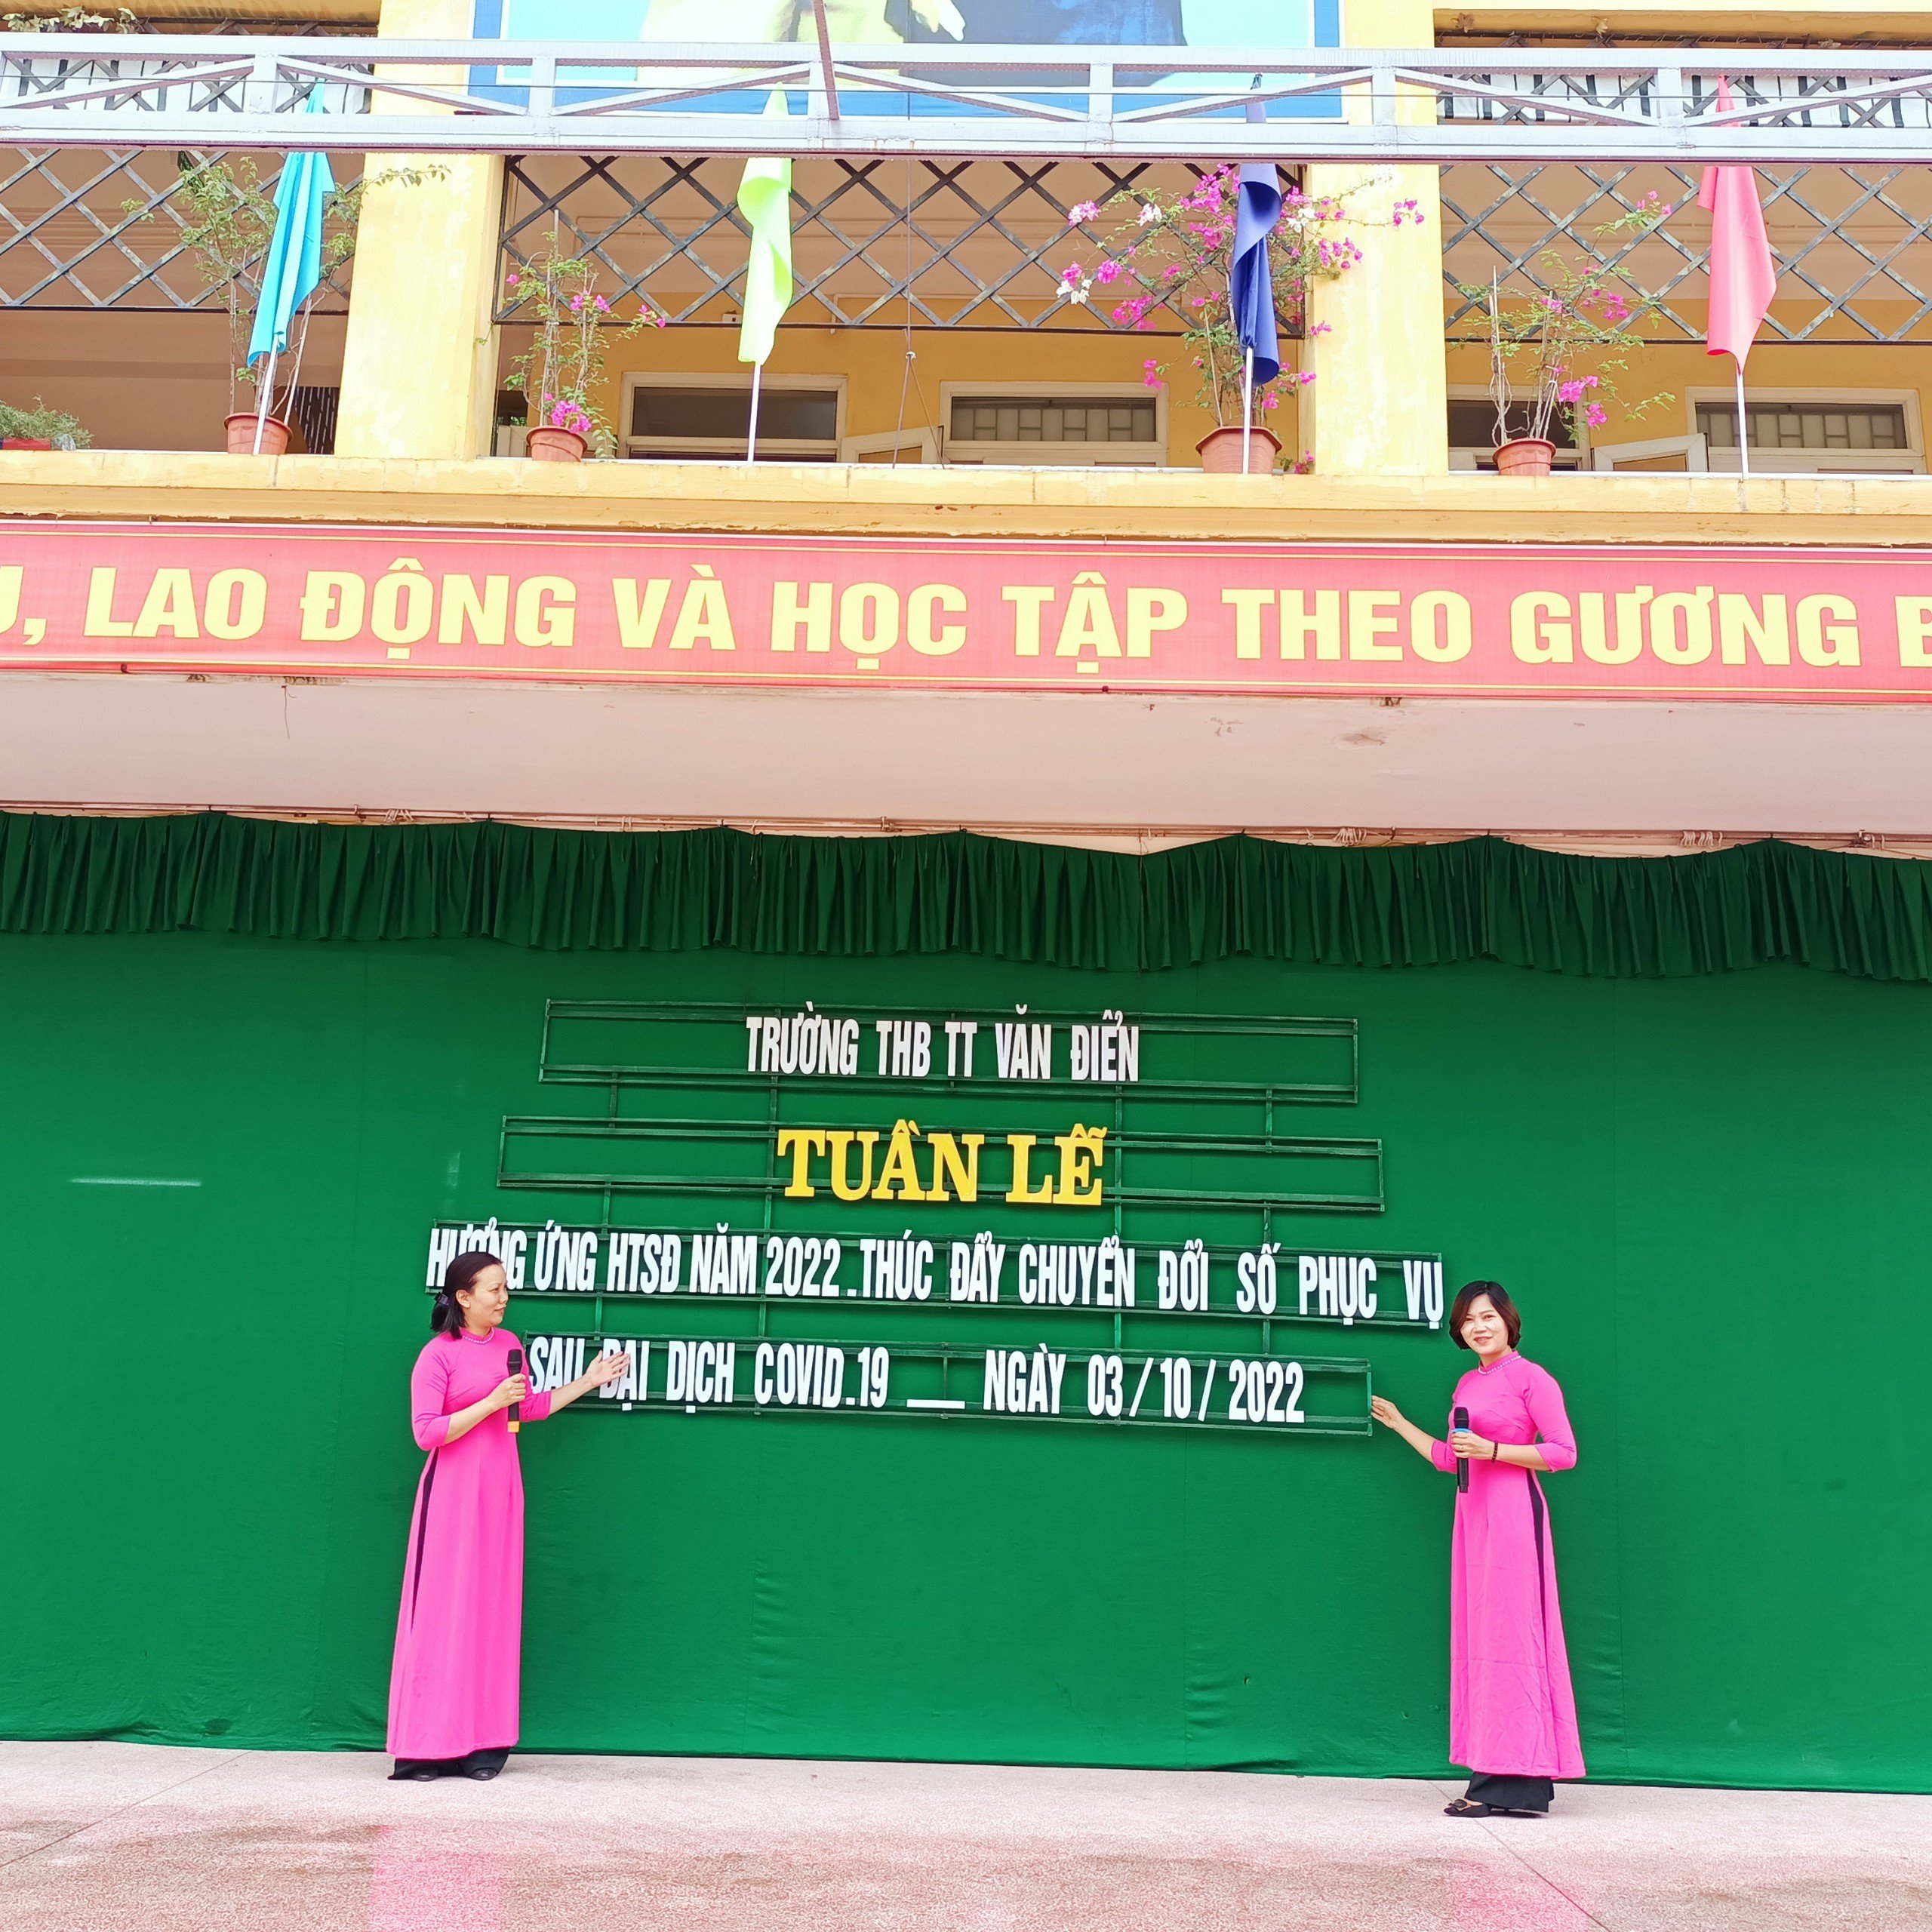 , LAO ĐỘNG VÀ HỌC TẬP THEO GƯƠNG
TRƯỜNG THB TT VĂN ĐIỂN
TUẦN LỄ
HƯỞNG ỨNG HTSĐ NĂM 2022.THÚC ĐẨY CHUYỂN ĐỔI SỐ PHỤC VỤ
SAU ĐẠI DỊCH COVID.19 __ NGÀY 03/10/2022